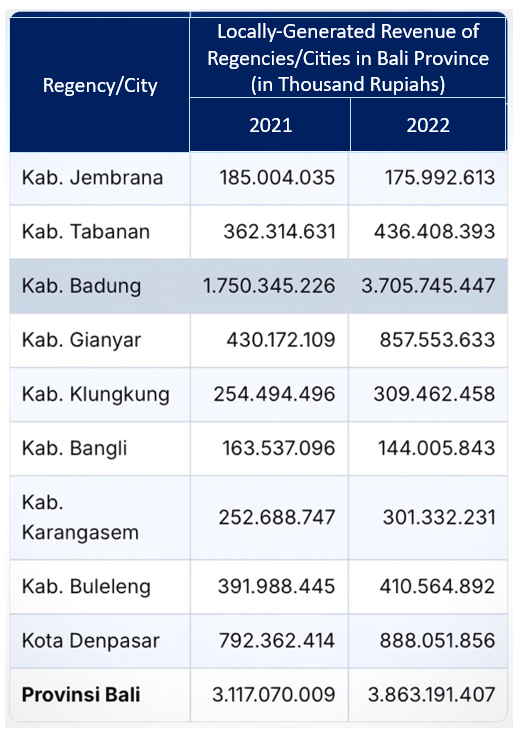 Regency/City
Locally-Generated Revenue of
Regencies/Cities in Bali Province
(in Thousand Rupiahs)
2021 2022
Kab. Jembrana 185.004.035 175.992.613
Kab. Tabanan 362.314.631 436.408.393
Kab. Badung 1.750.345.226 3.705.745.447
Kab. Gianyar 430.172.109 857.553.633
Kab. Klungkung 254.494.496 309.462.458
Kab. Bangli 163.537.096 144.005.843
Kab.
Karangasem 252.688.747 301.332.231
Kab. Buleleng 391.988.445 410.564.892
Kota Denpasar 792.362.414 888.051.856
Provinsi Bali 3.117.070.009 3.863.191.407